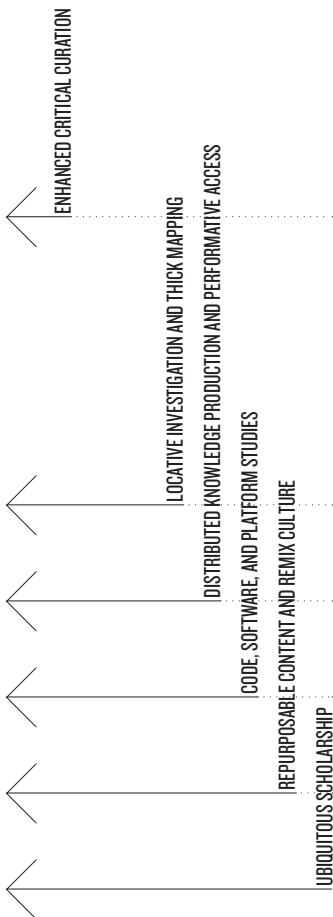 ENHANCED CRITICAL CURATION
LOCATIVE INVESTIGATION AND THICK MAPPING
DISTRIBUTED KNOWLEDGE PRODUCTION AND PERFORMATIVE ACCESS
CODE, SOFTWARE, AND PLATFORM STUDIES
REPURPOSABLE CONTENT AND REMIX CULTURE
UBIQUITOUS SCHOLARSHIP